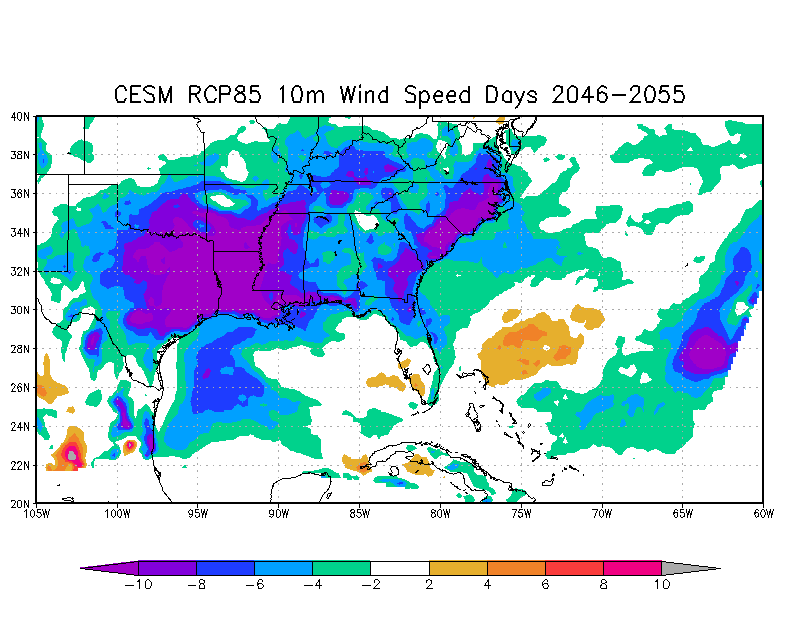 CESM RCP85 10m Wind Speed Days 2046-2055
40N
38N
36N
34N
32N
30N
28N
26N
24N
22N
20N
105W 100W 95W 90W 85W 80W 75W 70W 65W 60W
-10 -8 -6 -4 -2 2 4 6 8 10